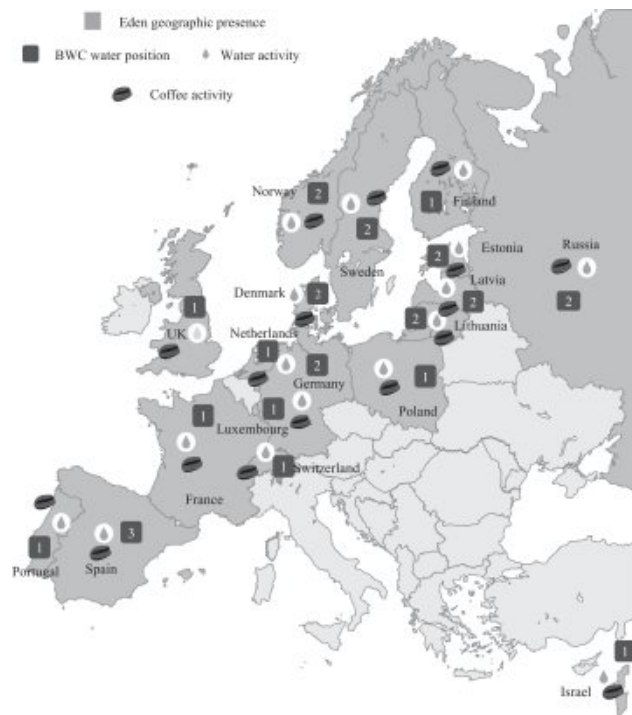 Eden geographic presence
BWC water position
Water activity
Coffee activity
Norway 2
2
1 Finland
Sweden
2 Estonia
Russia
2
Latvia
2
2
Lithuania
Denmark 2
1
UK
Netherlands
1
2
Germany
1
Poland
1
Luxembourg
1
France
1
Switzerland
3
1
Portugal
Spain
1
Israel